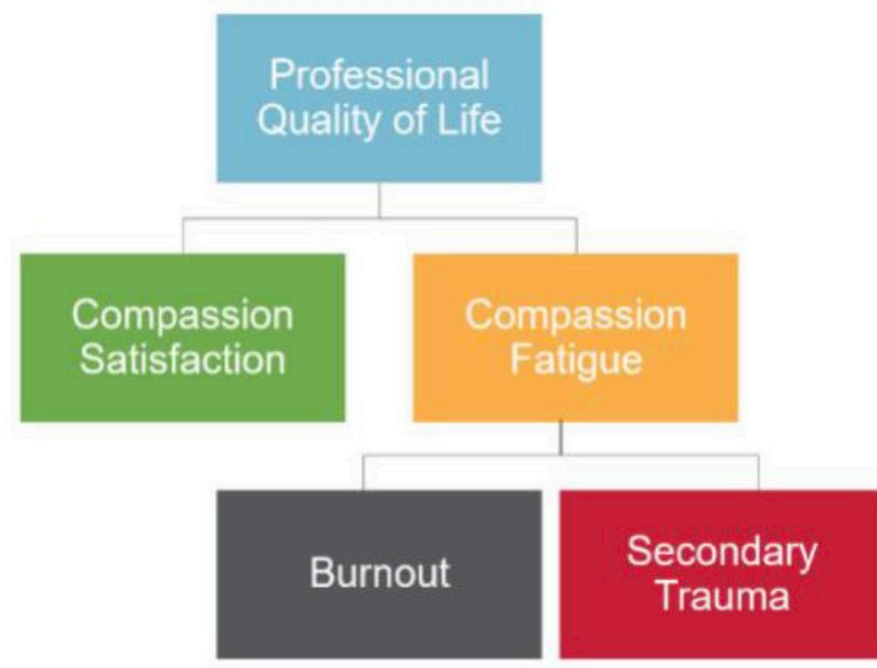 Professional
Quality of Life
Compassion
Satisfaction
Compassion
Fatigue
Burnout
Secondary
Trauma